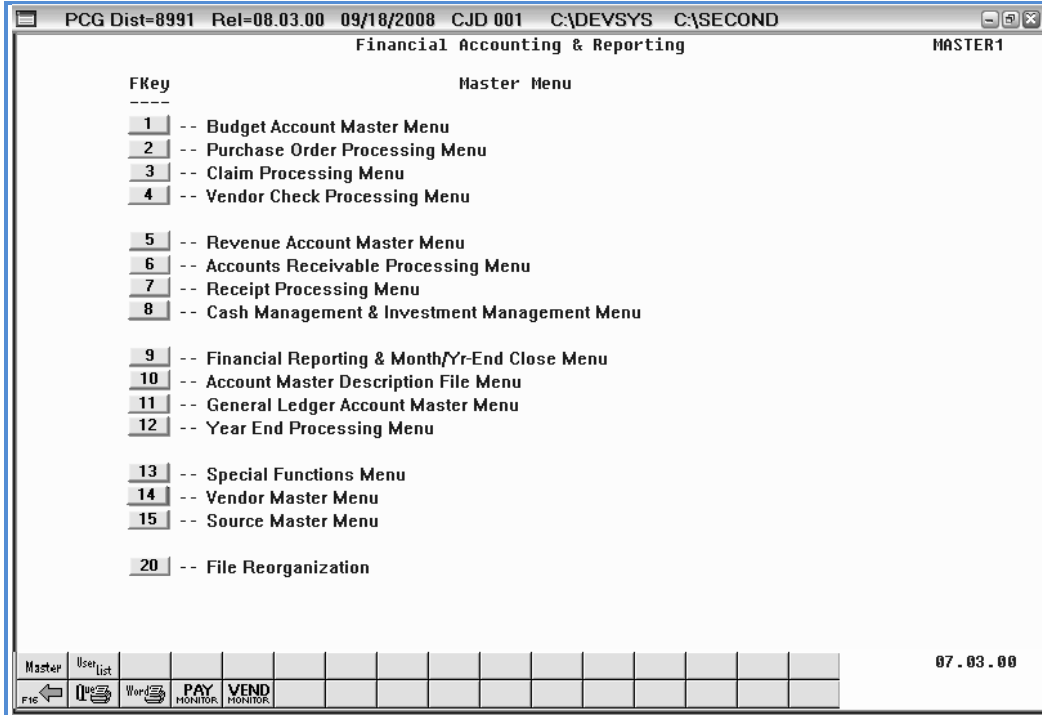 PCG Dist=8991 Rel=08.03.00 09/18/2008 CJD 001 C:\DEVSYS C:\SECOND
Financial Accounting & Reporting MASTER1
FKey Master Menu
----
1 -- Budget Account Master Menu
2 -- Purchase Order Processing Menu
3 -- Claim Processing Menu
4 -- Vendor Check Processing Menu
5 -- Revenue Account Master Menu
6 -- Accounts Receivable Processing Menu
7 -- Receipt Processing Menu
8 -- Cash Management & Investment Management Menu
9 -- Financial Reporting & Month/Yr-End Close Menu
10 -- Account Master Description File Menu
11 -- General Ledger Account Master Menu
12 -- Year End Processing Menu
13 -- Special Functions Menu
14 -- Vendor Master Menu
15 -- Source Master Menu
20 -- File Reorganization
Master User list 07.03.00
F16 Que Word PAY MONITOR VEND MONITOR